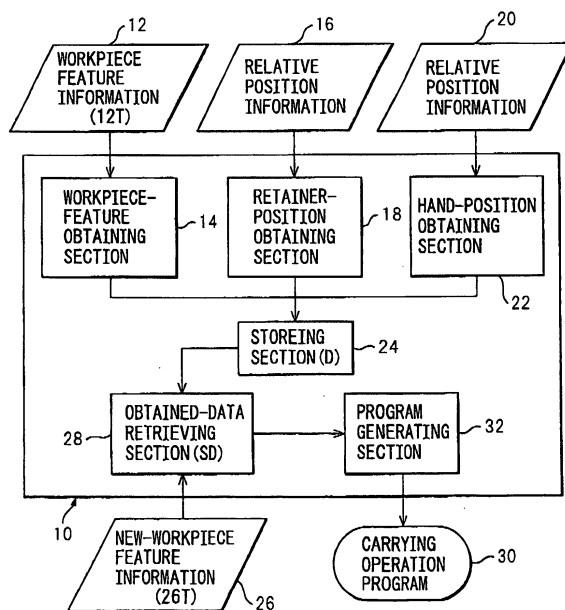 12
16
20
WORKPIECE
FEATURE
INFORMATION
(12T)
RELATIVE
POSITION
INFORMATION
RELATIVE
POSITION
INFORMATION
WORKPIECE-
FEATURE
OBTAINING
SECTION
14
RETAINER-
POSITION
OBTAINING
SECTION
18
HAND-POSITION
OBTAINING
SECTION
22
STOREING
SECTION(D)
24
OBTAINED-DATA
RETRIEVING
SECTION(SD)
28
PROGRAM
GENERATING
SECTION
32
10
NEW-WORKPIECE
FEATURE
INFORMATION
(26T)
26
CARRYING
OPERATION
PROGRAM
30